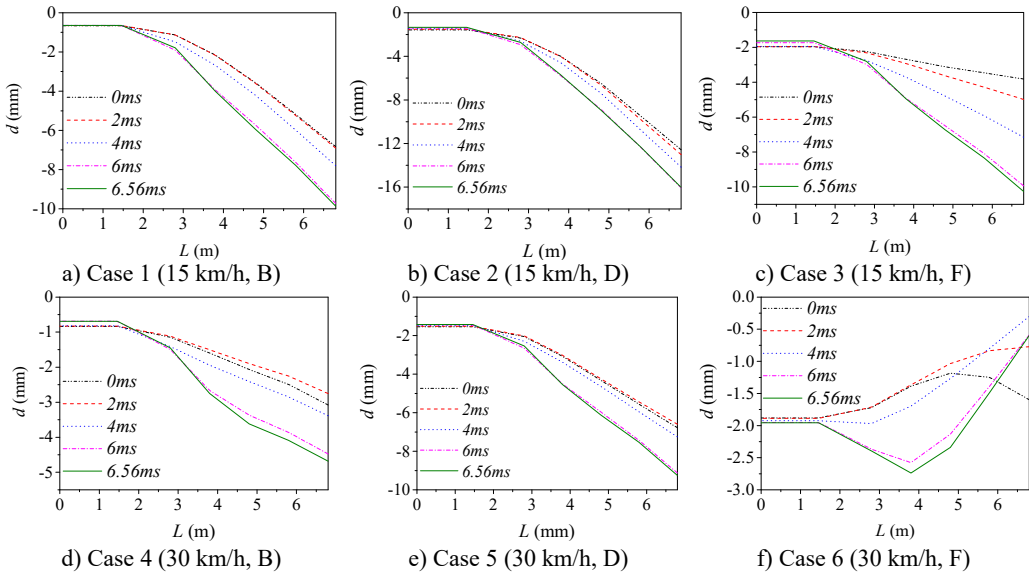 0
-2
-4
-6
-8
-10
d (mm)
0ms
2ms
4ms
6ms
6.56ms
0 1 2 3 4 5 6
L (m)
a) Case 1 (15 km/h, B)
0
-4
-8
-12
-16
d (mm)
0ms
2ms
4ms
6ms
6.56ms
0 1 2 3 4 5 6
L (m)
b) Case 2 (15 km/h, D)
0
-2
-4
-6
-8
-10
d (mm)
0ms
2ms
4ms
6ms
6.56ms
0 1 2 3 4 5 6
L (m)
c) Case 3 (15 km/h, F)
0
-1
-2
-3
-4
-5
d (mm)
0ms
2ms
4ms
6ms
6.56ms
0 1 2 3 4 5 6
L (m)
d) Case 4 (30 km/h, B)
0
-2
-4
-6
-8
-10
d (mm)
0ms
2ms
4ms
6ms
6.56ms
0 1 2 3 4 5 6
L (mm)
e) Case 5 (30 km/h, D)
0.0
-0.5
-1.0
-1.5
-2.0
-2.5
-3.0
d (mm)
0ms
2ms
4ms
6ms
6.56ms
0 1 2 3 4 5 6
L (m)
f) Case 6 (30 km/h, F)